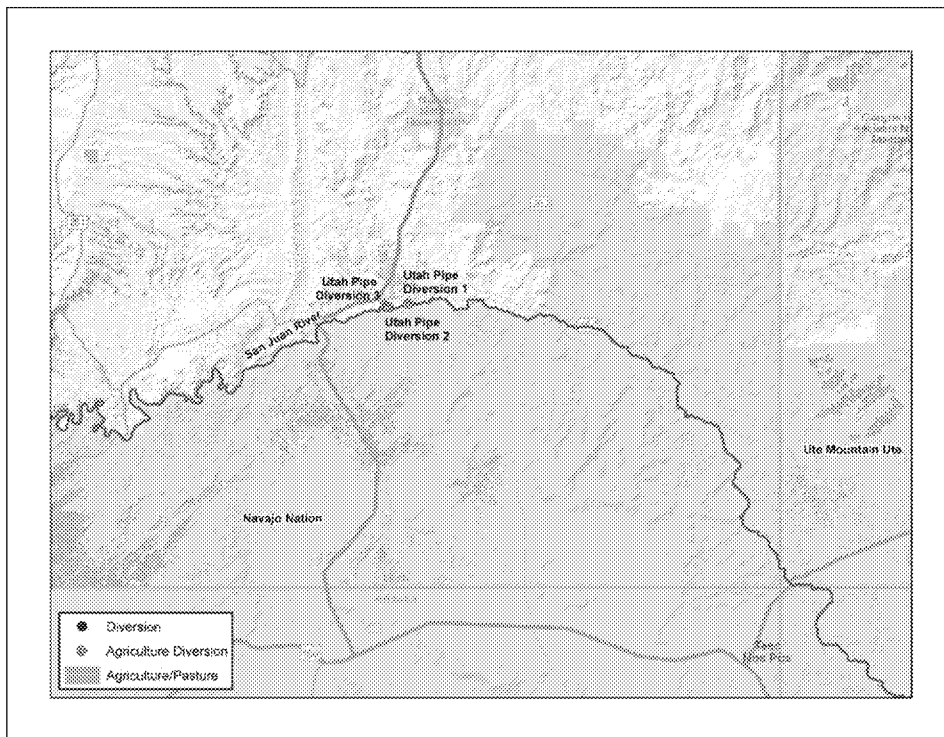 Utah Pipe
Diversion 3
Utah Pipe
Diversion 1
Utah Pipe
Diversion 2
San Juan River
Ute Mountain Ute
Navajo Nation
Diversion
Agriculture Diversion
Agriculture/Pasture